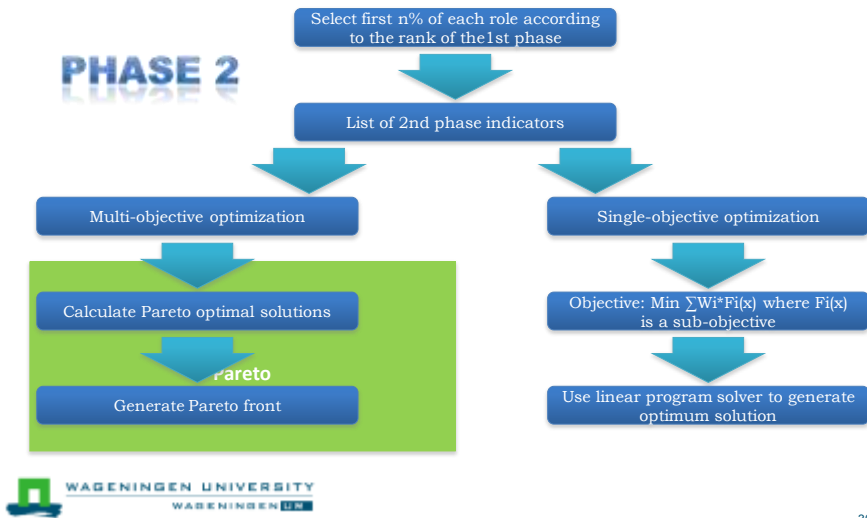 Select first n% of each role according
to the rank of the1st phase
PHASE 2
List of 2nd phase indicators
Multi-objective optimization
Single-objective optimization
Calculate Pareto optimal solutions
Objective: Min ∑Wi*Fi(x) where Fi(x)
is a sub-objective
Pareto
Generate Pareto front
Use linear program solver to generate
optimum solution
WAGENINGEN UNIVERSITY
WAGENINGEN UR